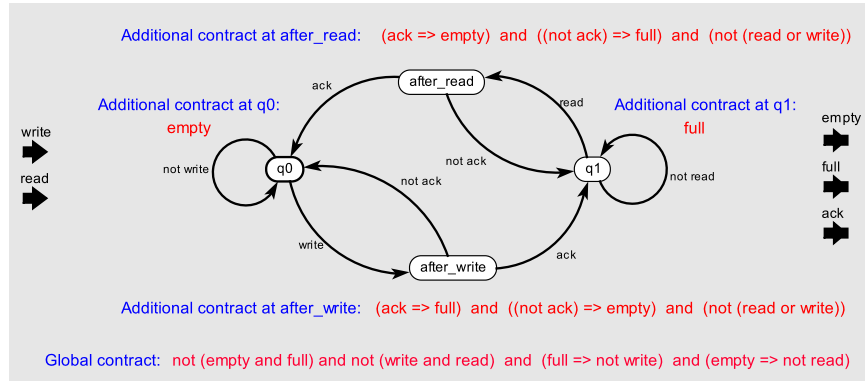 Additional contract at after_read: (ack => empty) and ((not ack) => full) and (not (read or write))
ack
after_read
Additional contract at q0:
empty
read
Additional contract at q1:
full
write
read
not write
q0
not ack
not ack
q1
not read
empty
full
ack
write
after_write
ack
Additional contract at after_write: (ack => full) and ((not ack) => empty) and (not (read or write))
Global contract: not (empty and full) and not (write and read) and (full => not write) and (empty => not read)